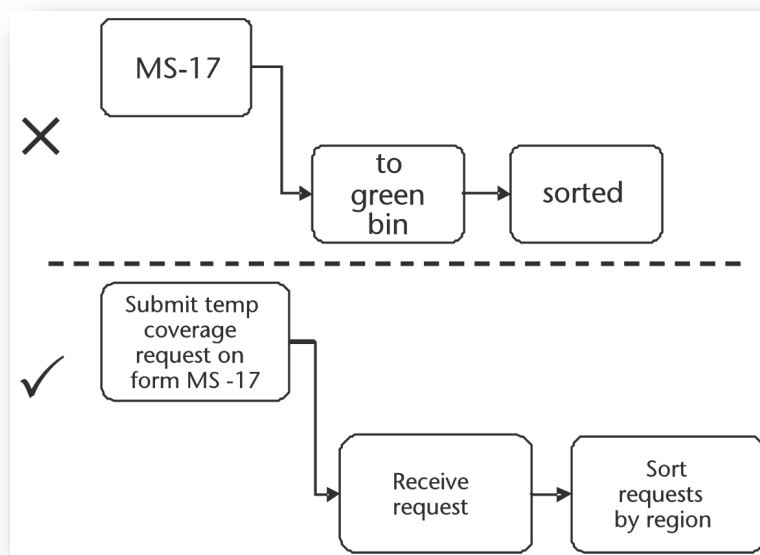 MS-17
to
green
bin
sorted
Submit temp
coverage
request on
form MS -17
Receive
request
Sort
requests
by region